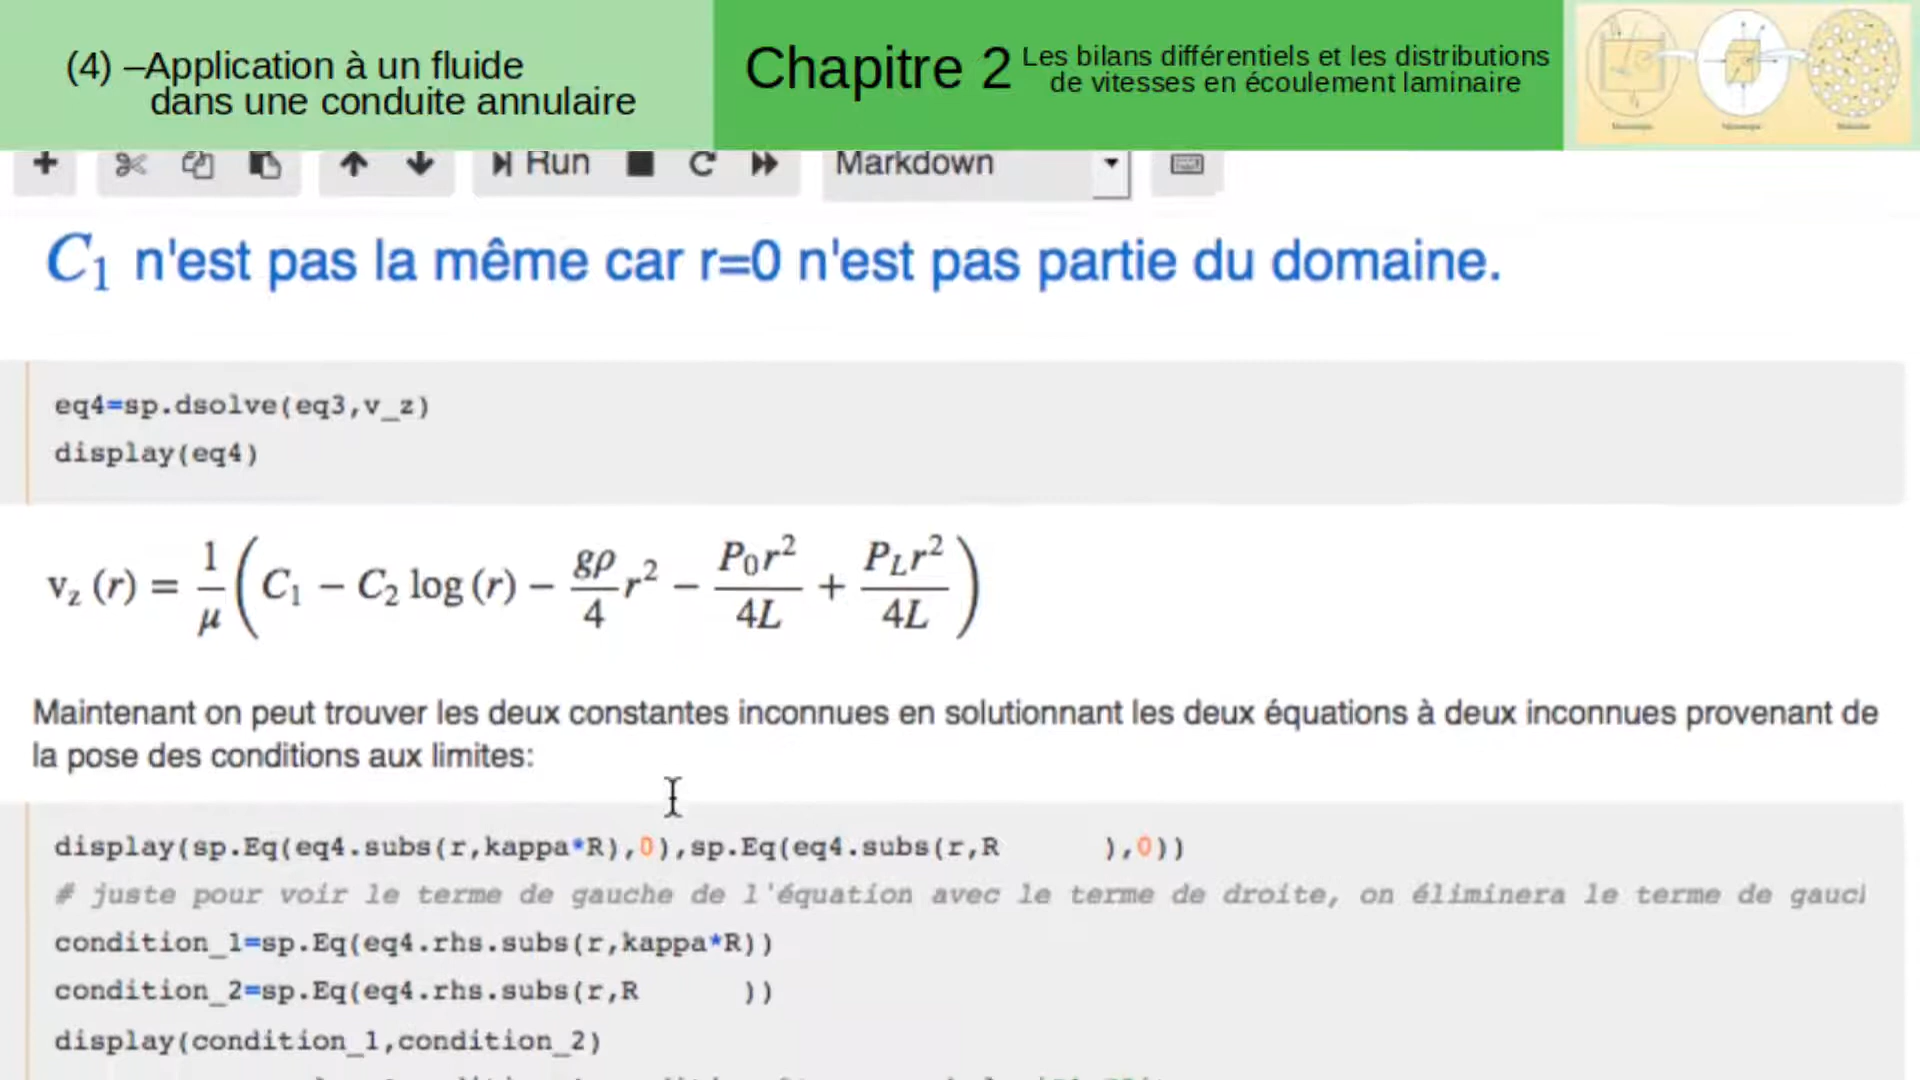 (4) –Application à un fluide
dans une conduite annulaire
Chapitre 2
Les bilans différentiels et les distributions
de vitesses en écoulement laminaire
Run
Markdown
C₁ n'est pas la même car r=0 n'est pas partie du domaine.
eq4=sp.dsolve(eq3,v_z)
display(eq4)
v_z (r) = 1/μ (C₁ − C₂ log (r) − gρ/4 r² − P₀r²/4L + P_Lr²/4L)
Maintenant on peut trouver les deux constantes inconnues en solutionnant les deux équations à deux inconnues provenant de
la pose des conditions aux limites:
display(sp.Eq(eq4.subs(r,kappa*R),0),sp.Eq(eq4.subs(r,R      ),0))
# juste pour voir le terme de gauche de l'équation avec le terme de droite, on éliminera le terme de
condition_1=sp.Eq(eq4.rhs.subs(r,kappa*R))
condition_2=sp.Eq(eq4.rhs.subs(r,R      ))
display(condition_1,condition_2)